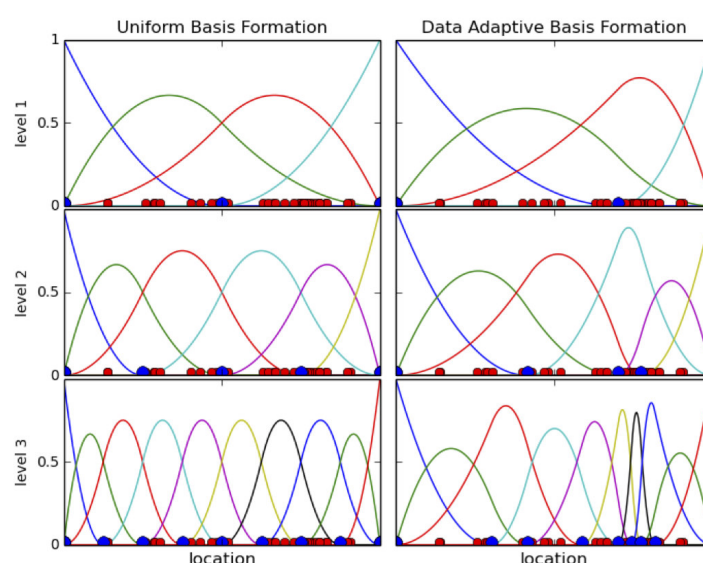 Uniform Basis Formation
Data Adaptive Basis Formation
1
level 1
0.5
0
level 2
0.5
0
level 3
0.5
0
location
location